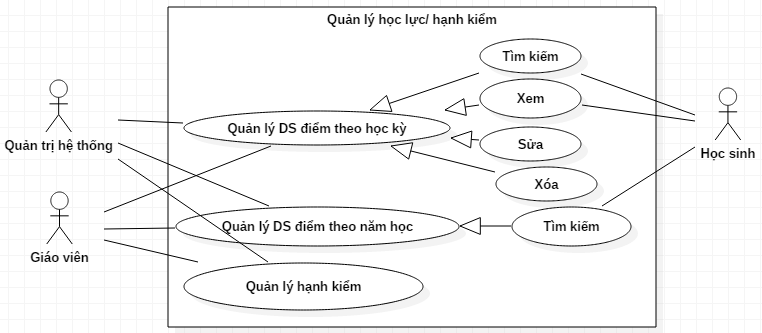 Quản lý học lực/ hạnh kiểm
Tìm kiếm
Xem
Quản lý DS điểm theo học kỳ
Quản trị hệ thống
Sửa
Học sinh
Xóa
Quản lý DS điểm theo năm học
Tìm kiếm
Giáo viên
Quản lý hạnh kiểm